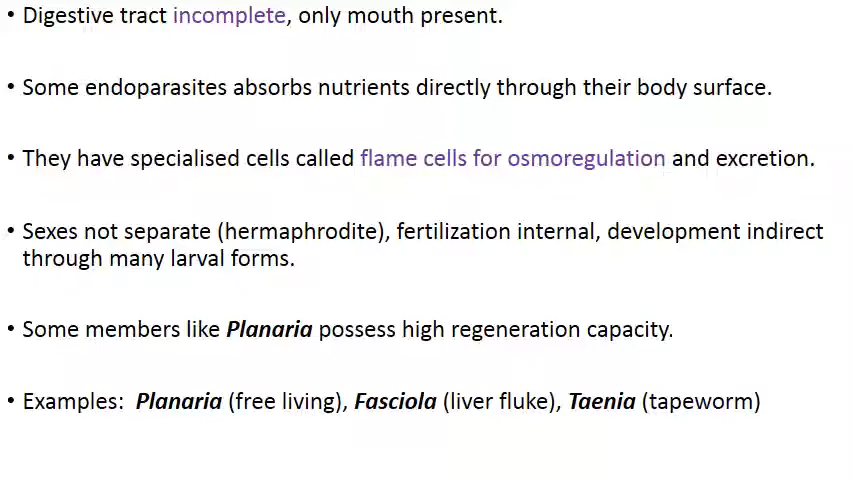 • Digestive tract incomplete, only mouth present.
• Some endoparasites absorbs nutrients directly through their body surface.
• They have specialised cells called flame cells for osmoregulation and excretion.
• Sexes not separate (hermaphrodite), fertilization internal, development indirect
through many larval forms.
• Some members like Planaria possess high regeneration capacity.
• Examples: Planaria (free living), Fasciola (liver fluke), Taenia (tapeworm)